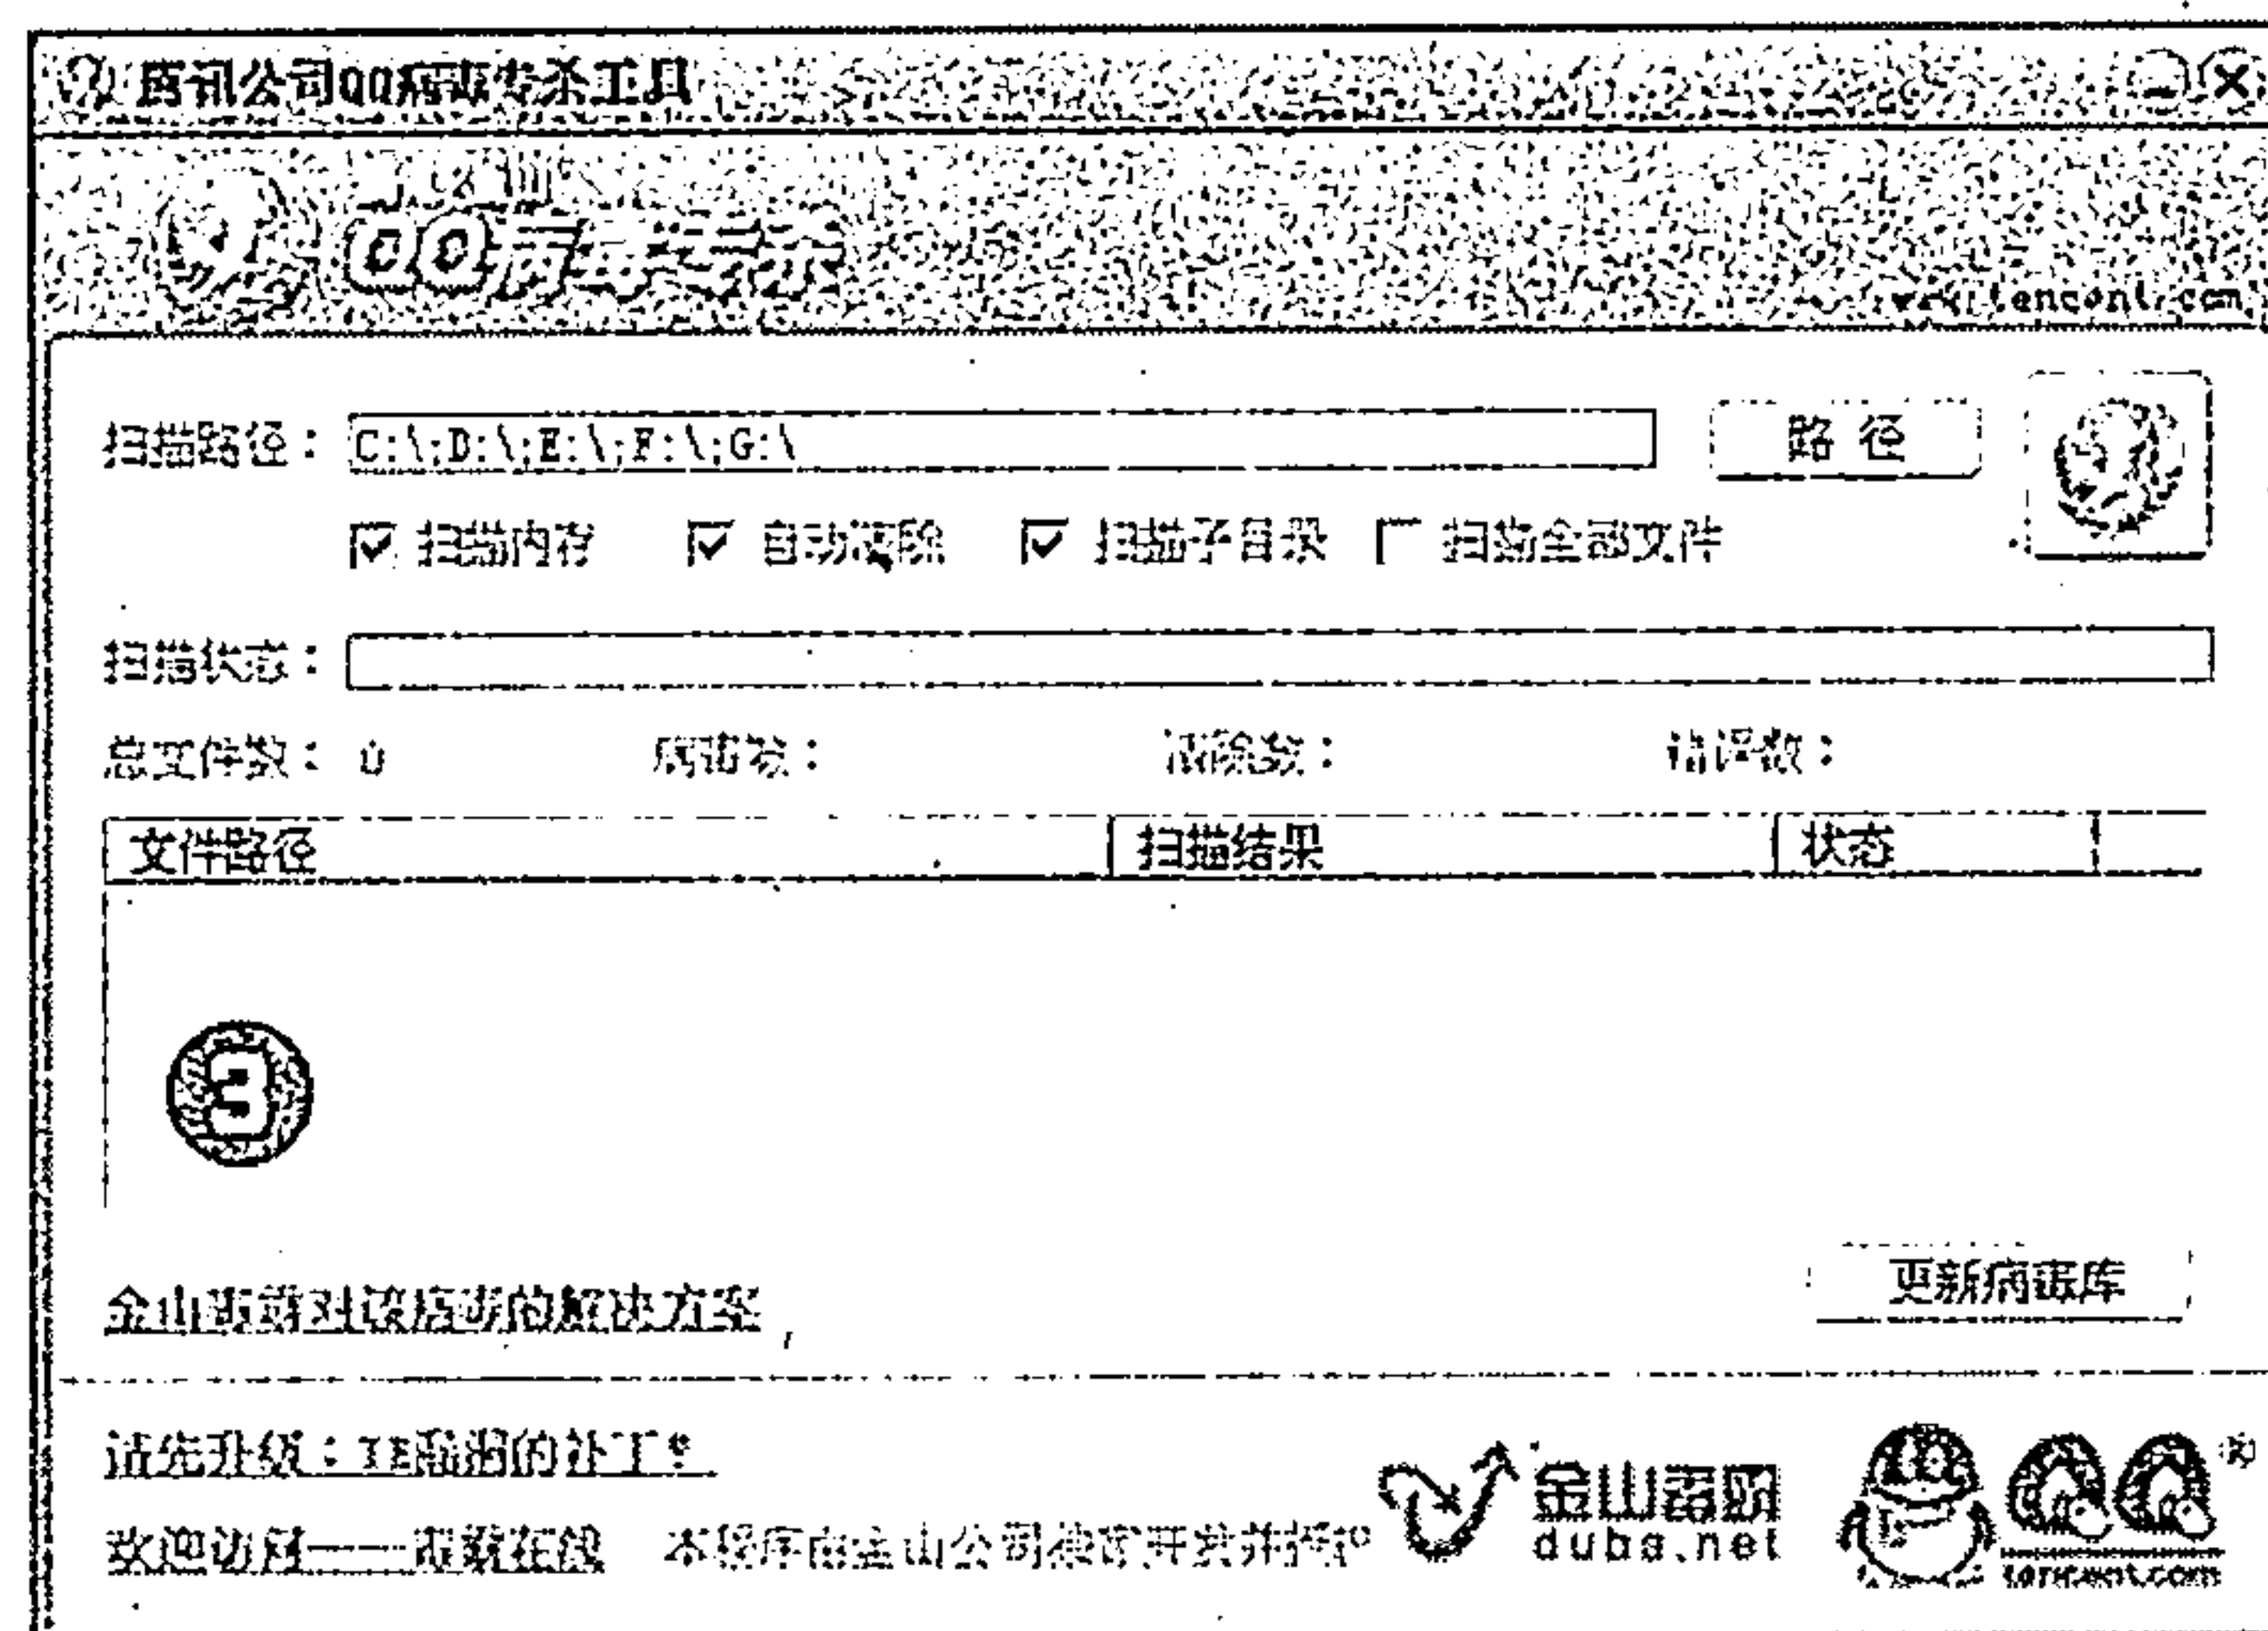 腾讯公司QQ病毒专杀工具
QQ病毒专杀
tencent.com
扫描路径： C:\;D:\;E:\;F:\;G:\ 路 径
扫描内存 自动清除 扫描子目录 扫描全部文件
扫描状态：
总文件数： 0 病毒数： 清除数： 错误数：
文件路径 扫描结果 状态
3
更新病毒库
金山毒霸对该病毒的解决方案
请先升级：IE漏洞的补丁
金山毒霸
欢迎访问——毒霸在线 本程序由金山公司 开发并 duba.net
tencent.com